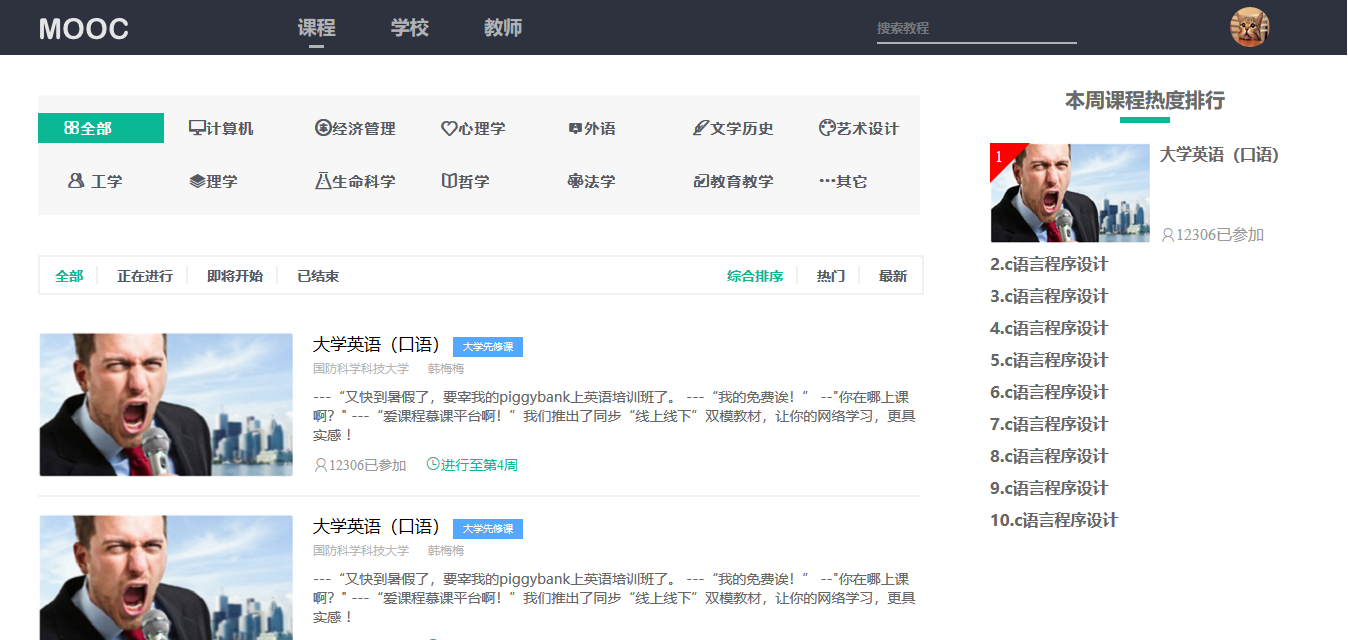 MOOC 课程 学校 教师 搜索教程
全部 计算机 经济管理 心理学 外语 文学历史 艺术设计
工学 理学 生命科学 哲学 法学 教育教学 其它
全部 正在进行 即将开始 已结束 综合排序 热门 最新
大学英语（口语） 大学先修课
国防科学科技大学 韩梅梅
---“又快到暑假了，要宰我的piggybank上英语培训班了。 ---“我的免费诶！” --"你在哪上课
啊？" ---“爱课程慕课平台啊！”我们推出了同步“线上线下”双模教材，让你的网络学习，更具
实感！
12306已参加 进行至第4周
大学英语（口语） 大学先修课
国防科学科技大学 韩梅梅
---“又快到暑假了，要宰我的piggybank上英语培训班了。 ---“我的免费诶！” --"你在哪上课
啊？" ---“爱课程慕课平台啊！”我们推出了同步“线上线下”双模教材，让你的网络学习，更具
实感！
本周课程热度排行
1 大学英语（口语)
12306已参加
2.c语言程序设计
3.c语言程序设计
4.c语言程序设计
5.c语言程序设计
6.c语言程序设计
7.c语言程序设计
8.c语言程序设计
9.c语言程序设计
10.c语言程序设计